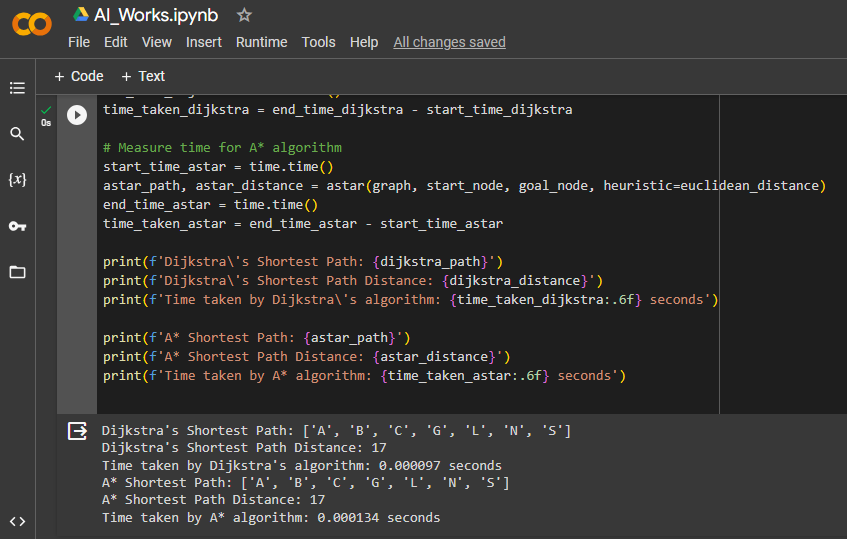 AI_Works.ipynb
File Edit View Insert Runtime Tools Help All changes saved
+ Code + Text
0s
time_taken_dijkstra = end_time_dijkstra - start_time_dijkstra
# Measure time for A* algorithm
start_time_astar = time.time()
astar_path, astar_distance = astar(graph, start_node, goal_node, heuristic=euclidean_distance)
end_time_astar = time.time()
time_taken_astar = end_time_astar - start_time_astar
print(f'Dijkstra\'s Shortest Path: {dijkstra_path}')
print(f'Dijkstra\'s Shortest Path Distance: {dijkstra_distance}')
print(f'Time taken by Dijkstra\'s algorithm: {time_taken_dijkstra:.6f} seconds')
print(f'A* Shortest Path: {astar_path}')
print(f'A* Shortest Path Distance: {astar_distance}')
print(f'Time taken by A* algorithm: {time_taken_astar:.6f} seconds')
Dijkstra's Shortest Path: ['A', 'B', 'C', 'G', 'L', 'N', 'S']
Dijkstra's Shortest Path Distance: 17
Time taken by Dijkstra's algorithm: 0.000097 seconds
A* Shortest Path: ['A', 'B', 'C', 'G', 'L', 'N', 'S']
A* Shortest Path Distance: 17
Time taken by A* algorithm: 0.000134 seconds